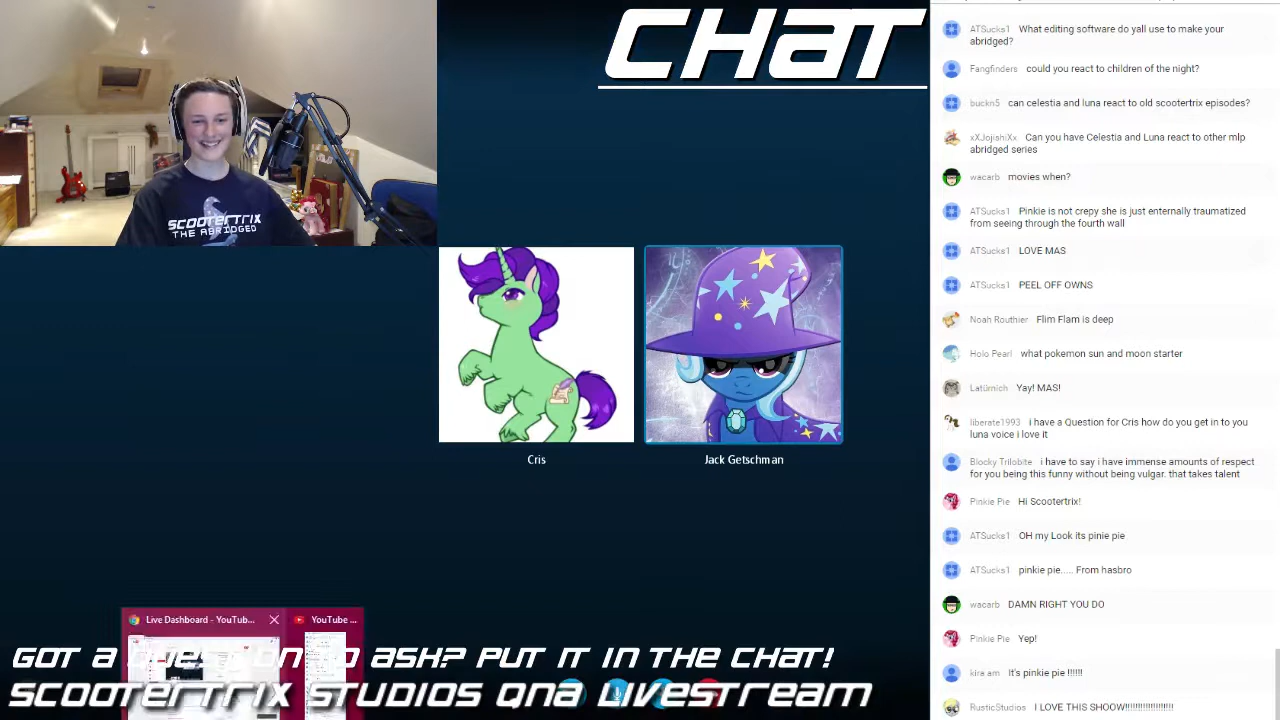 CHAT
SCOOTERTRIX
THE ABRIDGED
Cris
Jack Getschman
ATSucks1 What editing software do yall use to make your
abridged?
Fangfinders could you react to children of the night?
buckn5 can celestia and luna react to old scootertrix episodes?
xXJojishiXx Can you have Celestia and Luna react to other mlp
abridged series
wacarb movies when?
ATSucks1 Pinkie is not crepy she is just enternally traumatized
from seeing through the fourth wall
ATSucks1 LOVE MAS
ATSucks1 PEEL OFF OWNS
Noah Routhier Flim Flam is deep
Holo Pearl what pokemon sun and moon starter
Latürnich Yay! MAS!
liberate1993 i have a Question for Cris how do you get in to you
luna voice i love it
Blocky Trilobite i have to say i have immense amounts of respect
for you being this funny without being vulgar. that takes talent
Pinkie Pie Hi Scootertrix!
ATSucks1 OH my Look its pinie pie
ATSucks1 pinkie pie..... From hasbro
wacarb DAMN RIGHT YOU DO
Pinkie Pie Yep!
kira am It's pinkie pie !!!!!!
RusticStudios I LOVE THIS SHOOW!!!!!!!!!!!!!!!!!!!
Live Dashboard - YouTub...
YouTube ...
GOT A QUESTION TO ASK? PUT IT IN THE CHAT!
SCOOTERTRIX STUDIOS QNA LIVESTREAM